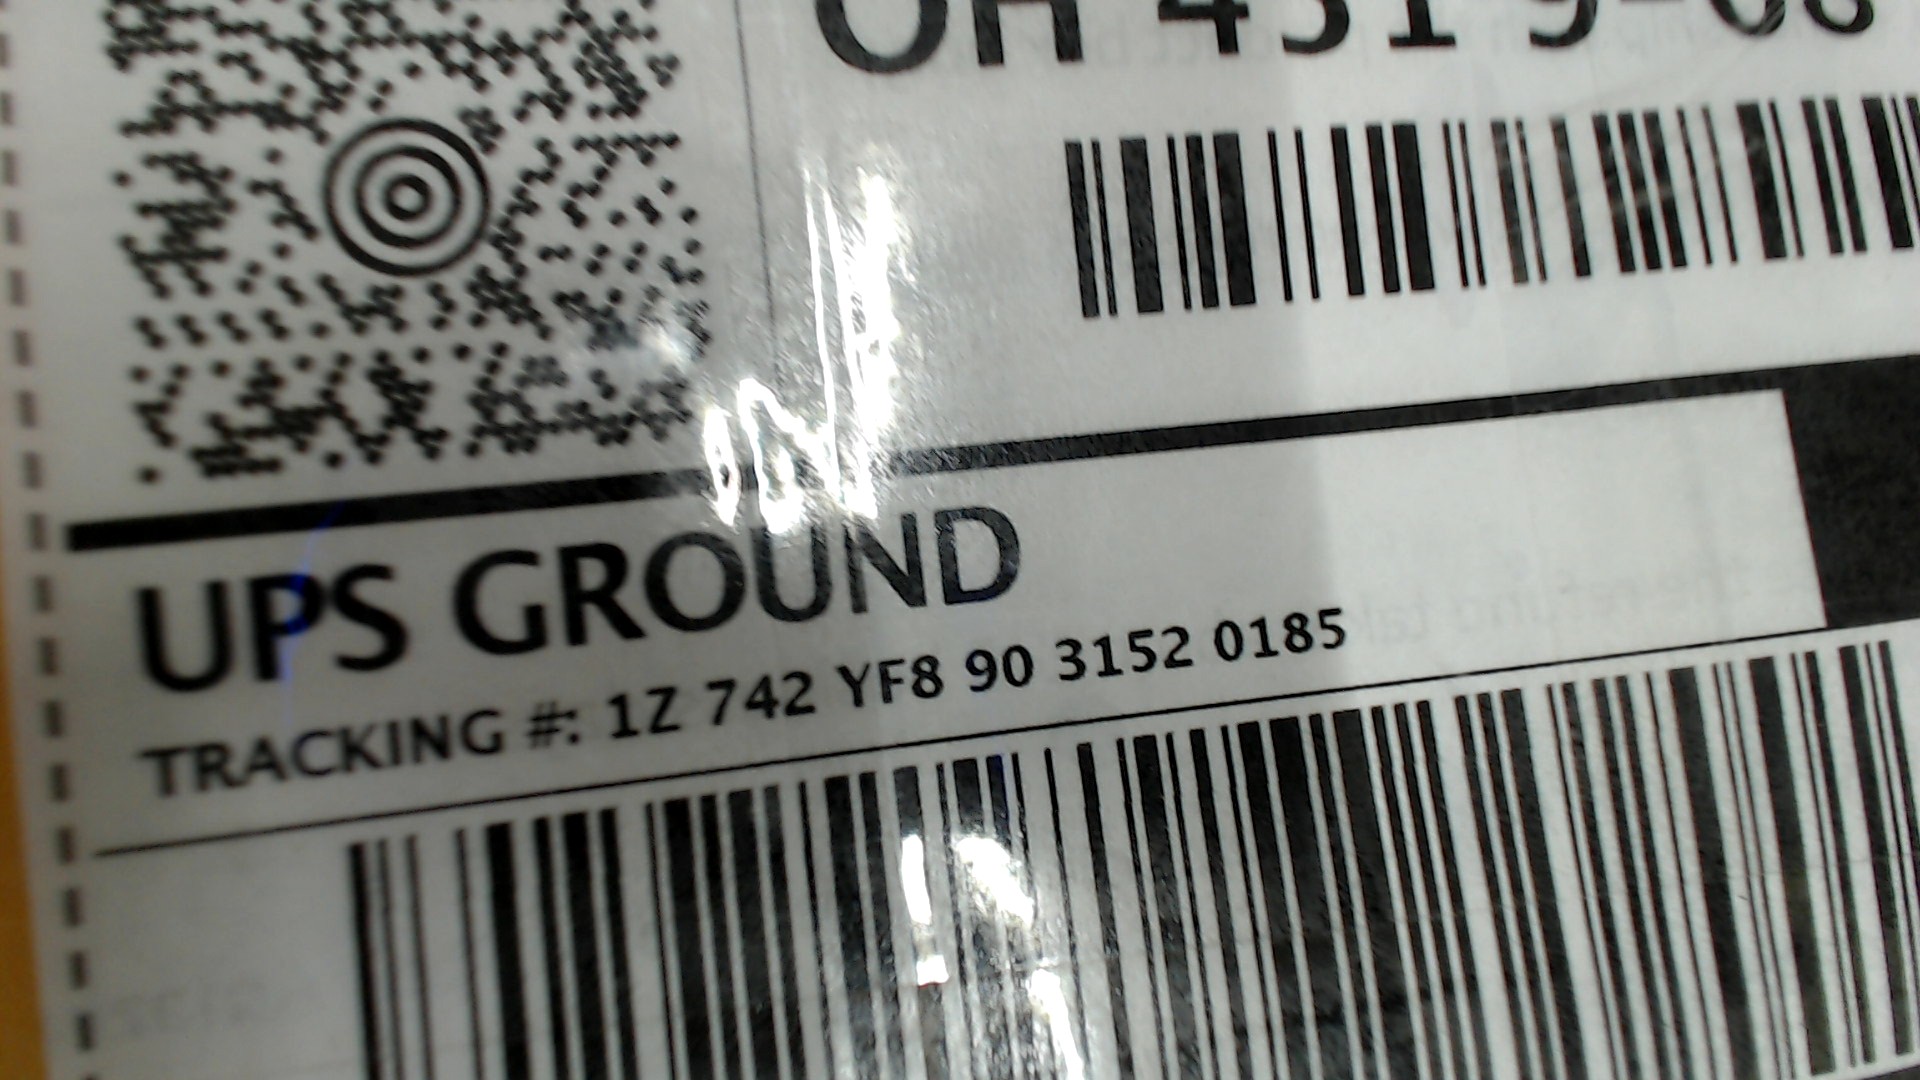 UPS GROUND
TRACKING #: 1Z 742 YF8 90 3152 0185